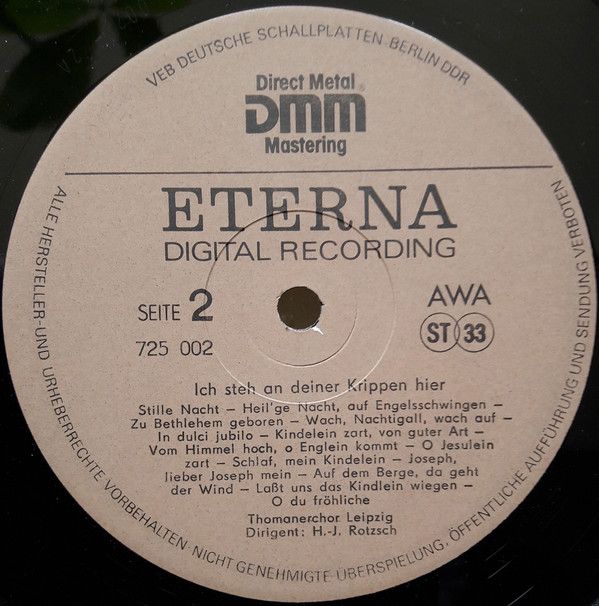 VEB DEUTSCHE SCHALLPLATTEN BERLIN DDR
Direct Metal
DMM®
Mastering
ETERNA
DIGITAL RECORDING
SEITE 2
AWA
725 002
ST 33
Ich steh an deiner Krippen hier
Stille Nacht – Heil'ge Nacht, auf Engelsschwingen –
Zu Bethlehem geboren – Wach, Nachtigall, wach auf –
In dulci jubilo – Kindelein zart, von guter Art –
Vom Himmel hoch, o Englein kommt – O Jesulein
zart – Schlaf, mein Kindelein – Joseph,
lieber Joseph mein – Auf dem Berge, da geht
der Wind – Laßt uns das Kindlein wiegen –
O du fröhliche
Thomanerchor Leipzig
Dirigent: H.-J. Rotzsch
ALLE HERSTELLER-UND URHEBERRECHTE VORBEHALTEN·NICHT GENEHMIGTE ÜBERSPIELUNG, ÖFFENTLICHE AUFFÜHRUNG UND SENDUNG VERBOTEN